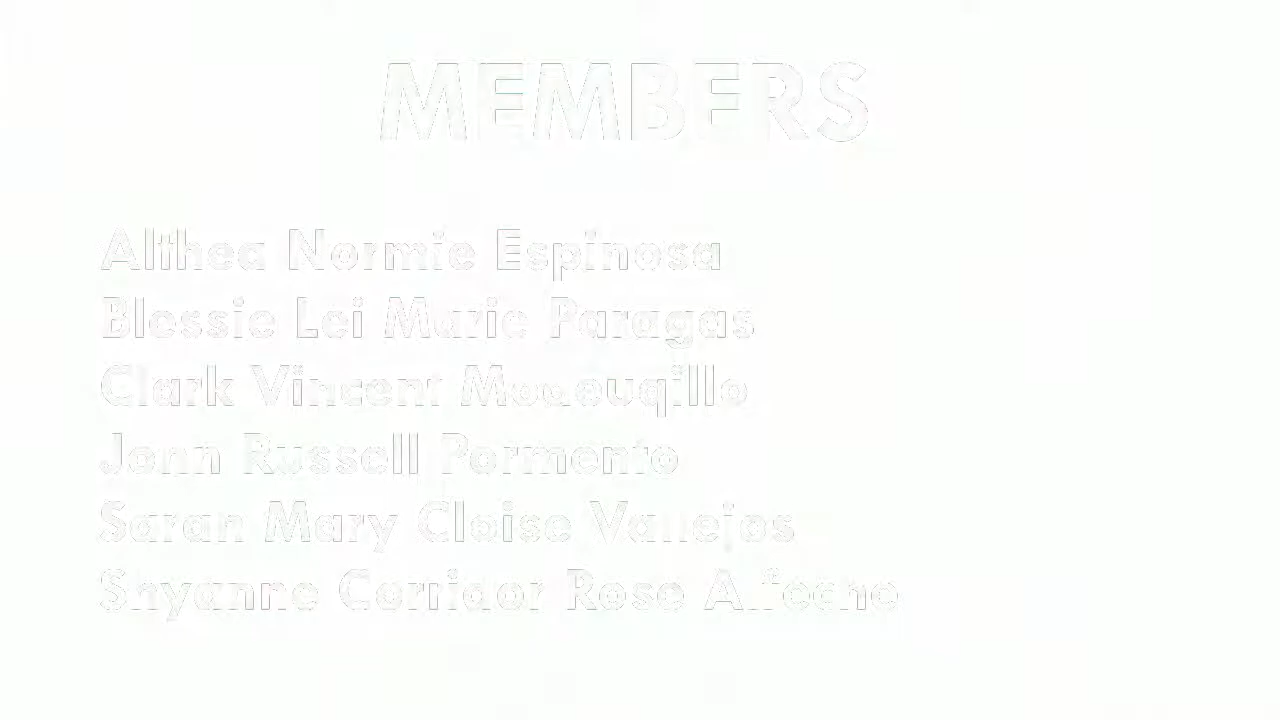 MEMBERS
Althea Normie Espinosa
Blessie Lei Marie Paragas
Clark Vincent
John Russell Pormento
Sarah Mary Cloise Vallejos
Shyanne Corridor Rose